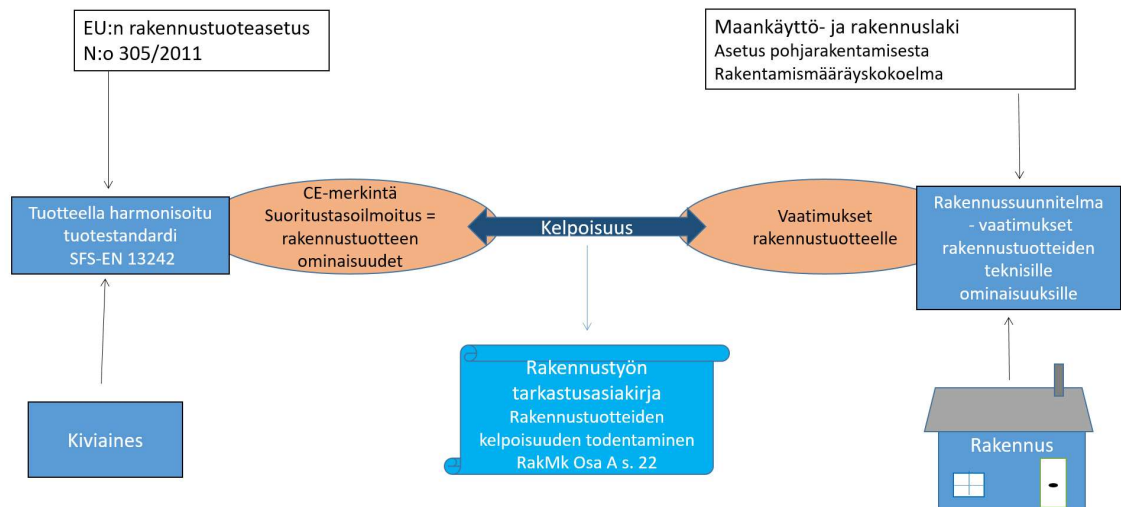 EU:n rakennustuoteasetus
N:o 305/2011
Maankäyttö- ja rakennuslaki
Asetus pohjarakentamisesta
Rakentamismääräyskokoelma
Tuotteella harmonisoitu
tuotestandardi
SFS-EN 13242
CE-merkintä
Suoritustasoilmoitus =
rakennustuotteen
ominaisuudet
Kelpoisuus
Vaatimukset
rakennustuotteelle
Rakennussuunnitelma
- vaatimukset
rakennustuotteiden
teknisille
ominaisuuksille
Kiviaines
Rakennustyön
tarkastusasiakirja
Rakennustuotteiden
kelpoisuuden todentaminen
RakMk Osa A s. 22
Rakennus